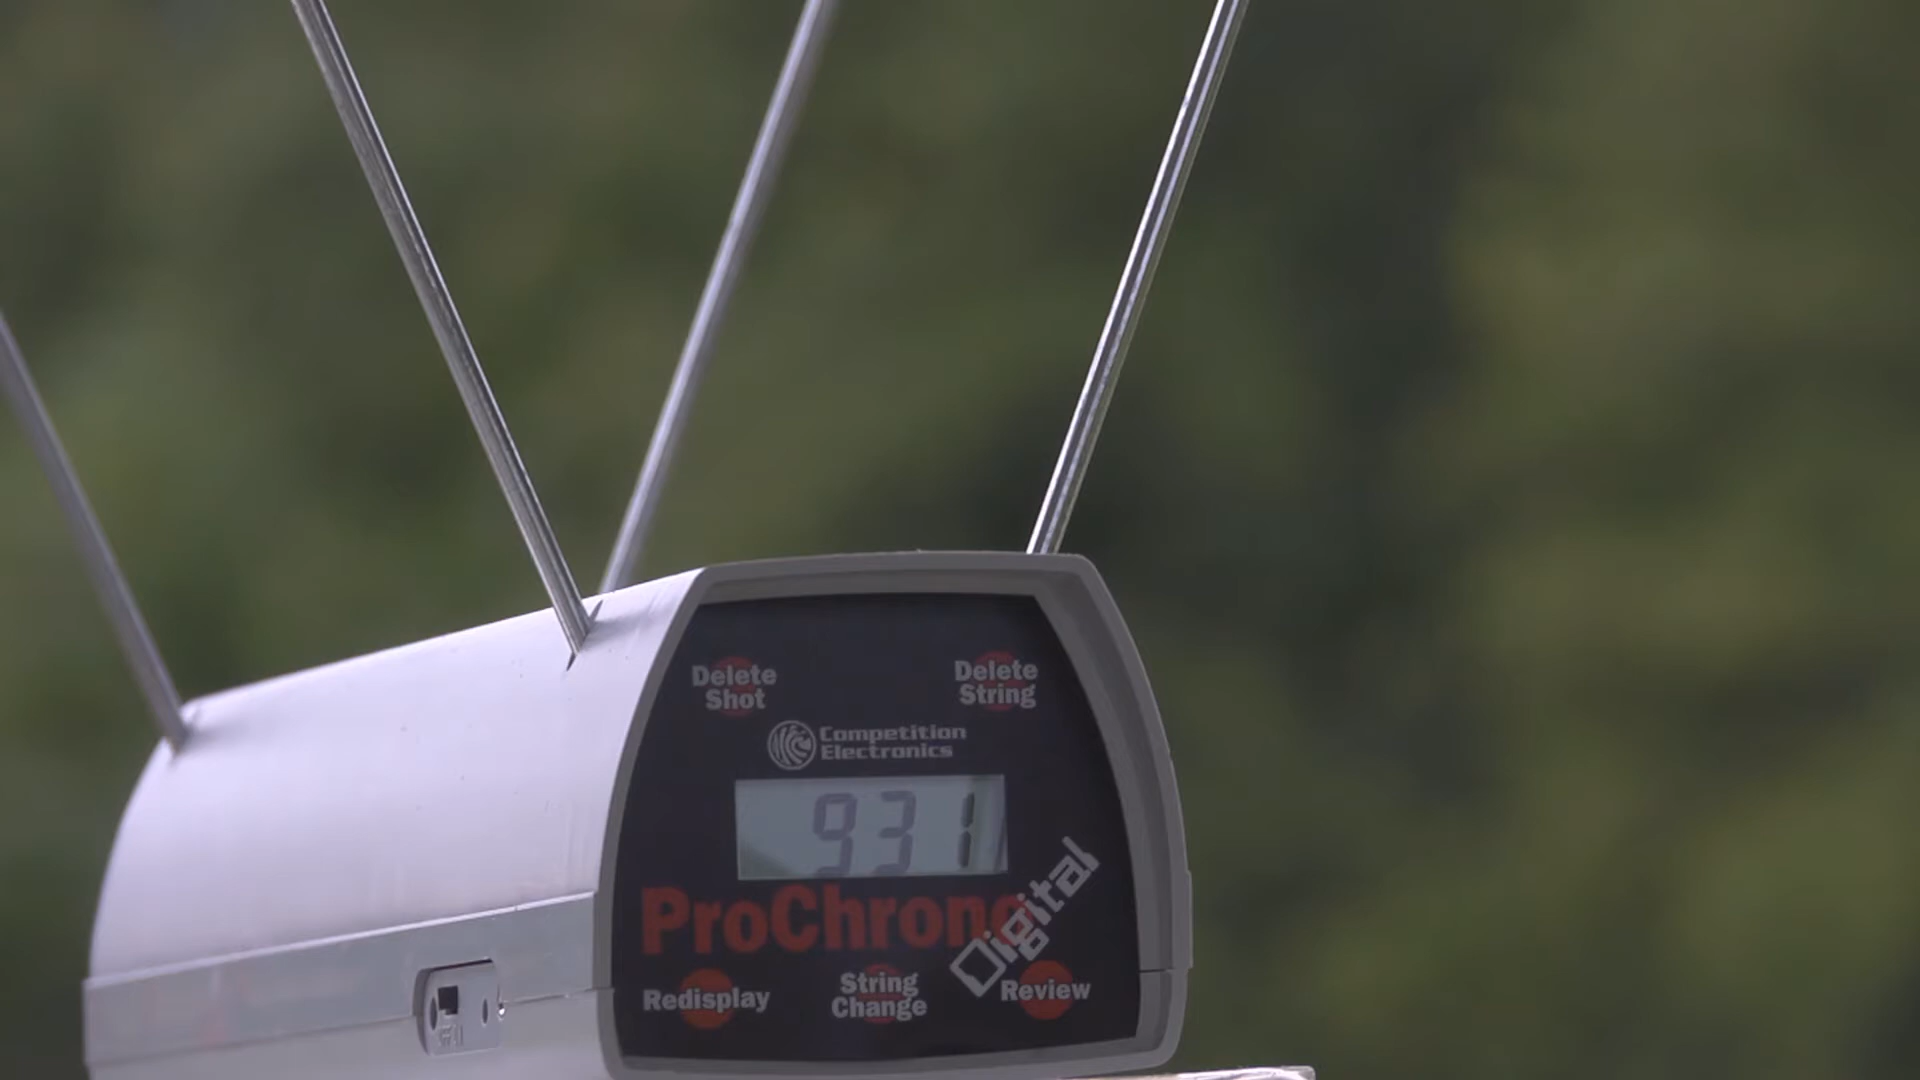 Delete
Shot
Delete
String
Competition
Electronics
931
ProChrono
Digital
Redisplay
String
Change
Review